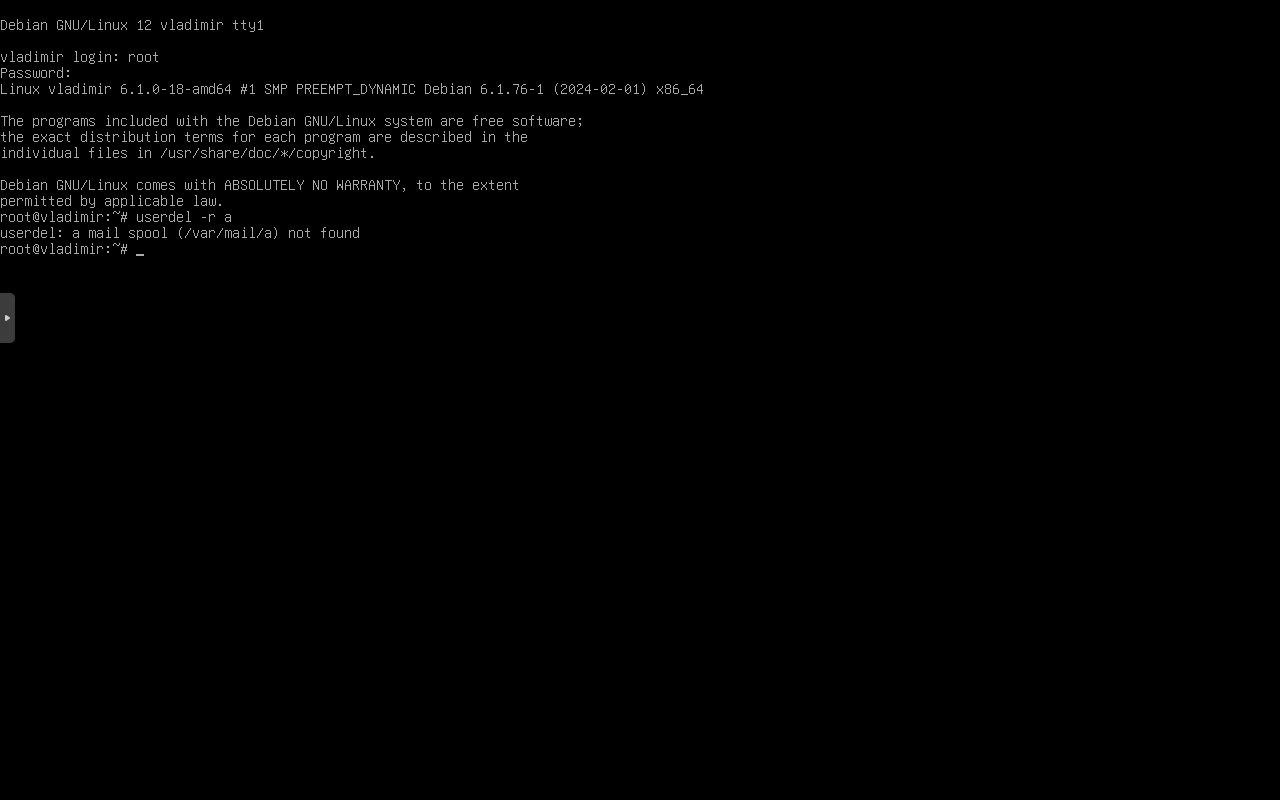 Debian GNU/Linux 12 vladimir tty1
vladimir login: root
Password:
Linux vladimir 6.1.0-18-amd64 #1 SMP PREEMPT_DYNAMIC Debian 6.1.76-1 (2024-02-01) x86_64
The programs included with the Debian GNU/Linux system are free software;
the exact distribution terms for each program are described in the
individual files in /usr/share/doc/*/copyright.
Debian GNU/Linux comes with ABSOLUTELY NO WARRANTY, to the extent
permitted by applicable law.
root@vladimir:~# userdel -r a
userdel: a mail spool (/var/mail/a) not found
root@vladimir:~# _